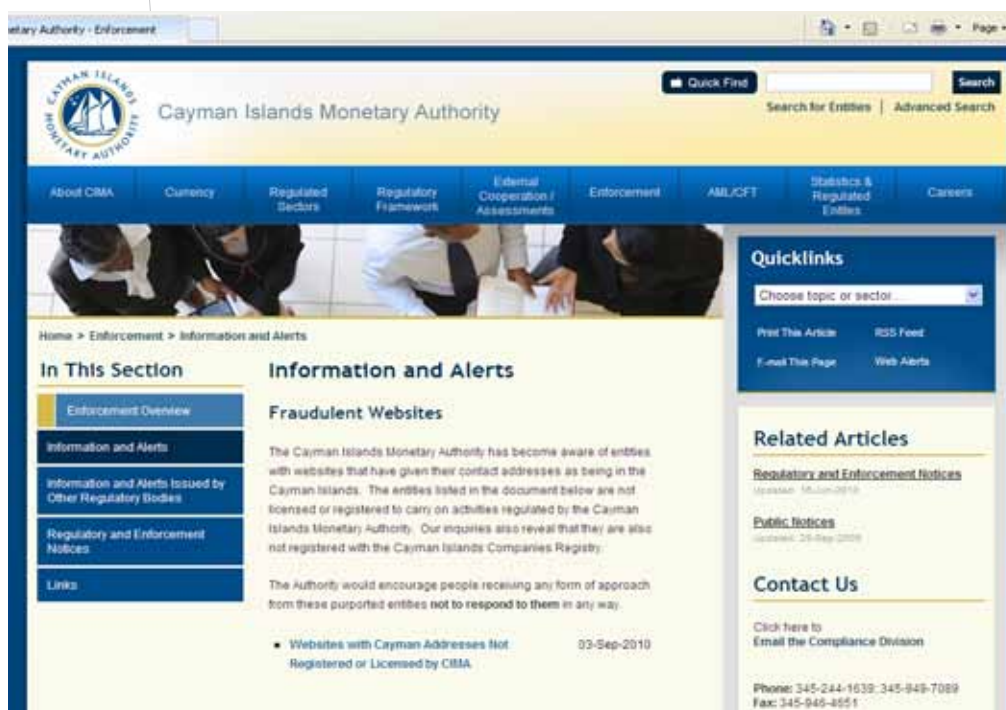 etary Authority - Enforcement
Page
CAYMAN ISLANDS MONETARY AUTHORITY
Cayman Islands Monetary Authority
Quick Find
Search
Search for Entities | Advanced Search
About CIMA
Currency
Regulated Sectors
Regulatory Framework
External Cooperation / Assessments
Enforcement
AML/CFT
Statistics & Regulated Entities
Careers
Home > Enforcement > Information and Alerts
In This Section
Enforcement Overview
Information and Alerts
Information and Alerts Issued by
Other Regulatory Bodies
Regulatory and Enforcement
Notices
Links
Information and Alerts
Fraudulent Websites
The Cayman Islands Monetary Authority has become aware of entities
with websites that have given their contact addresses as being in the
Cayman Islands. The entities listed in the document below are not
licensed or registered to carry on activities regulated by the Cayman
Islands Monetary Authority. Our inquiries also reveal that they are also
not registered with the Cayman Islands Companies Registry.
The Authority would encourage people receiving any form of approach
from these purported entities not to respond to them in any way.
Websites with Cayman Addresses Not 03-Sep-2010
Registered or Licensed by CIMA
Quicklinks
Choose topic or sector...
Print This Article RSS Feed
E-mail This Page Web Alerts
Related Articles
Regulatory and Enforcement Notices
Public Notices
Contact Us
Click here to
Email the Compliance Division
Phone: 345-244-1639; 345-949-7089
Fax: 345-946-4651